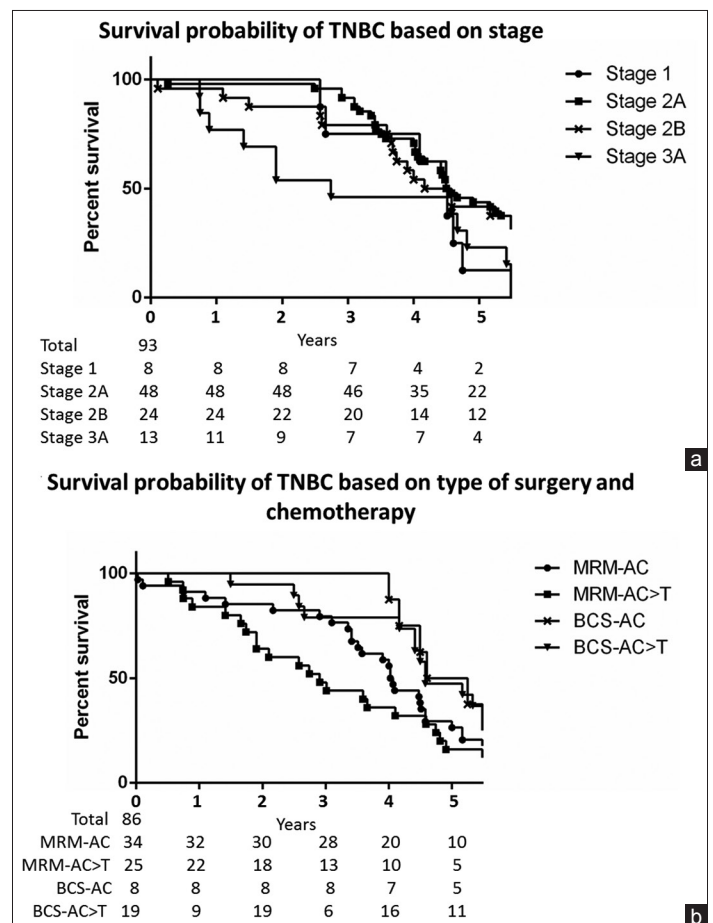 Survival probability of TNBC based on stage
Percent survival
100
50
0
0 1 2 3 4 5
Years
Stage 1
Stage 2A
Stage 2B
Stage 3A
Total 93
Stage 1 8 8 8 7 4 2
Stage 2A 48 48 48 46 35 22
Stage 2B 24 24 22 20 14 12
Stage 3A 13 11 9 7 7 4
a
Survival probability of TNBC based on type of surgery and
chemotherapy
Percent survival
100
50
0
0 1 2 3 4 5
Years
MRM-AC
MRM-AC>T
BCS-AC
BCS-AC>T
Total 86
MRM-AC 34 32 30 28 20 10
MRM-AC>T 25 22 18 13 10 5
BCS-AC 8 8 8 8 7 5
BCS-AC>T 19 9 19 6 16 11
b